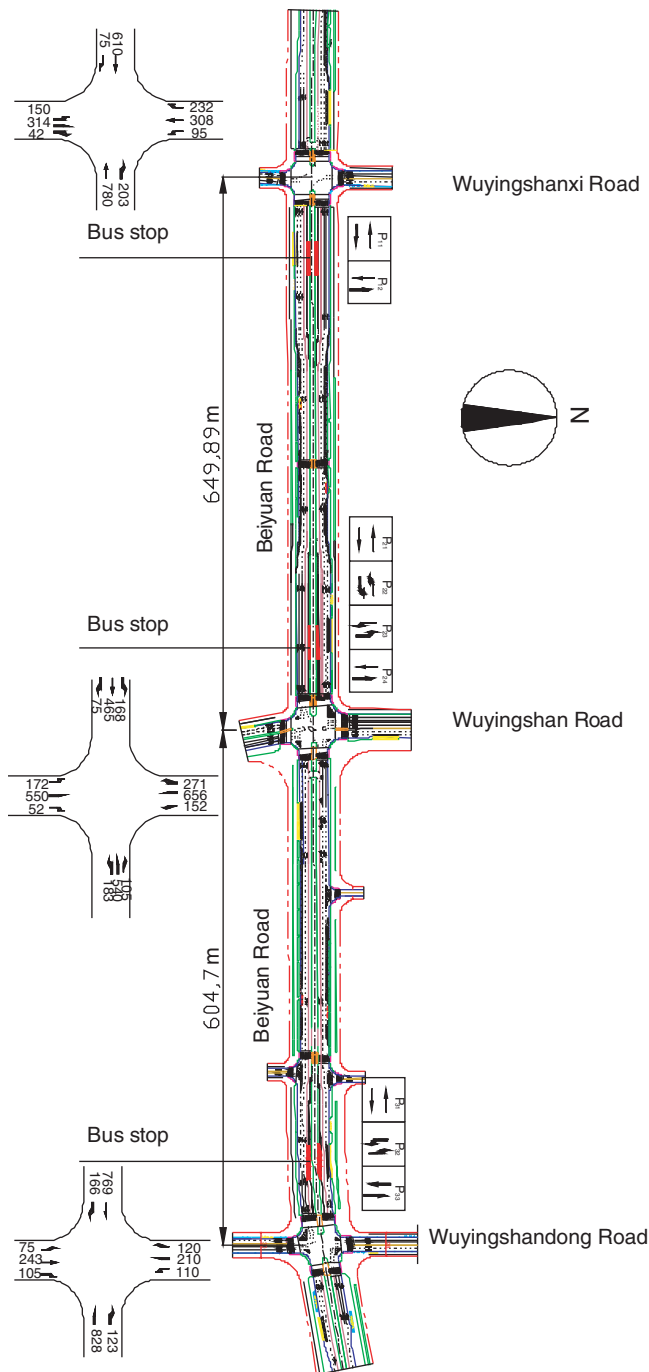 75
610
150
314
42
232
308
95
780
203
Wuyingshanxi Road
Bus stop
P11
P12
649,89m
Beiyuan Road
N
P21
P22
P23
P24
Bus stop
Wuyingshan Road
75
465
168
172
550
52
271
656
152
183
540
105
604,7m
Beiyuan Road
P31
P32
P33
Bus stop
Wuyingshandong Road
166
769
75
243
105
120
210
110
828
123